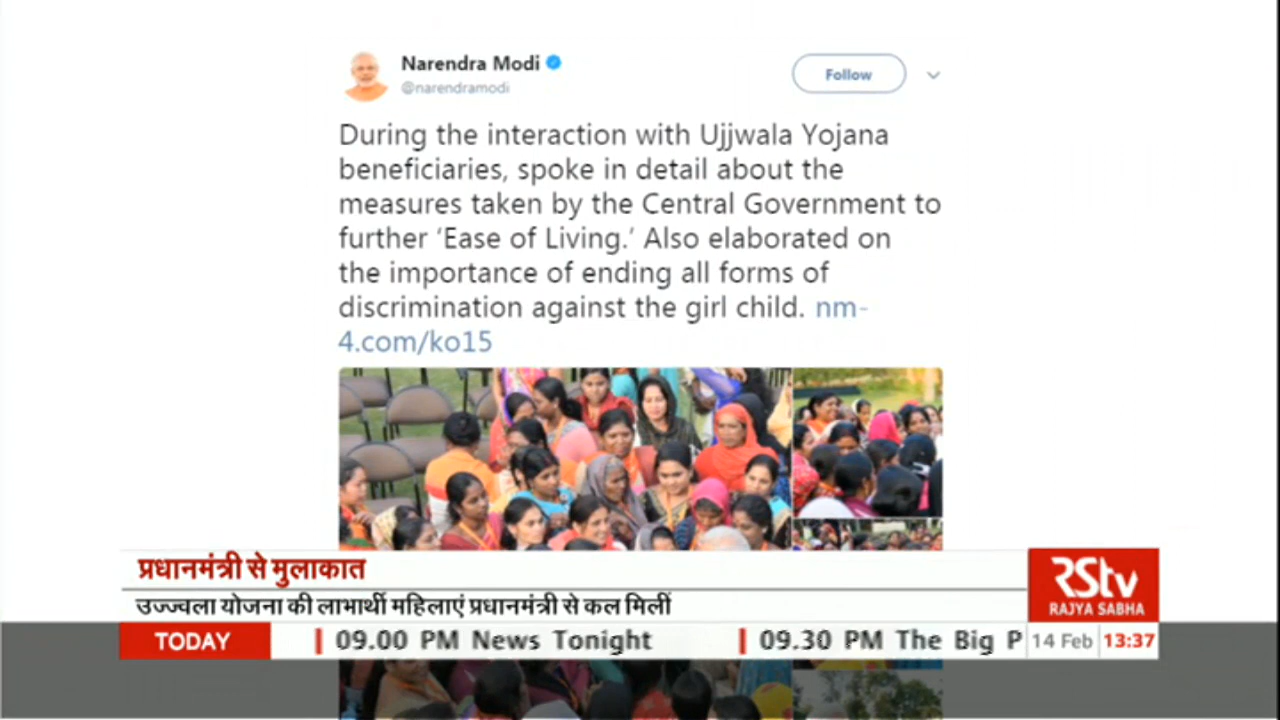 Narendra Modi
@narendramodi
Follow
During the interaction with Ujjwala Yojana
beneficiaries, spoke in detail about the
measures taken by the Central Government to
further ‘Ease of Living.’ Also elaborated on
the importance of ending all forms of
discrimination against the girl child. nm-
4.com/ko15
प्रधानमंत्री से मुलाकात
उज्ज्वला योजना की लाभार्थी महिलाएं प्रधानमंत्री से कल मिलीं
RSTV
RAJYA SABHA
TODAY
09.00 PM News Tonight
09.30 PM The Big P
14 Feb
13:37